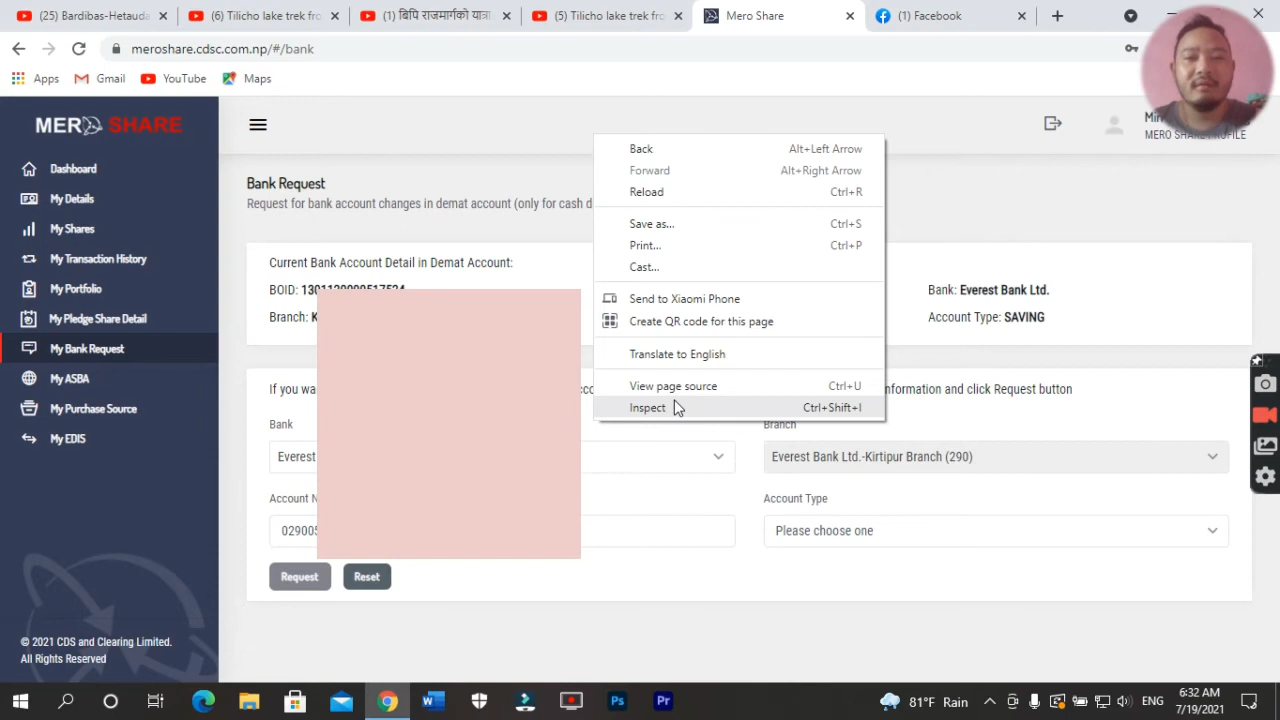 (25) Bardibas-Hetauda
(6) Tilicho lake trek fro
(1) बिपि राजमार्गको यात्रा
(5) Tilicho lake trek fro
Mero Share
(1) Facebook
meroshare.cdsc.com.np/#/bank
Apps
Gmail
YouTube
Maps
MERO SHARE
MERO SHARE PROFILE
Dashboard
My Details
My Shares
My Transaction History
My Portfolio
My Pledge Share Detail
My Bank Request
My ASBA
My Purchase Source
My EDIS
© 2021 CDS and Clearing Limited.
All Rights Reserved
Bank Request
Request for bank account changes in demat account (only for cash d
Current Bank Account Detail in Demat Account:
BOID:
Bank: Everest Bank Ltd.
Branch: K
Account Type: SAVING
If you wa
information and click Request button
Bank
Branch
Everest
Everest Bank Ltd.-Kirtipur Branch (290)
Account N
Account Type
02900
Please choose one
Request
Reset
Back Alt+Left Arrow
Forward Alt+Right Arrow
Reload Ctrl+R
Save as... Ctrl+S
Print... Ctrl+P
Cast...
Send to Xiaomi Phone
Create QR code for this page
Translate to English
View page source Ctrl+U
Inspect Ctrl+Shift+I
81°F Rain
ENG
6:32 AM
7/19/2021